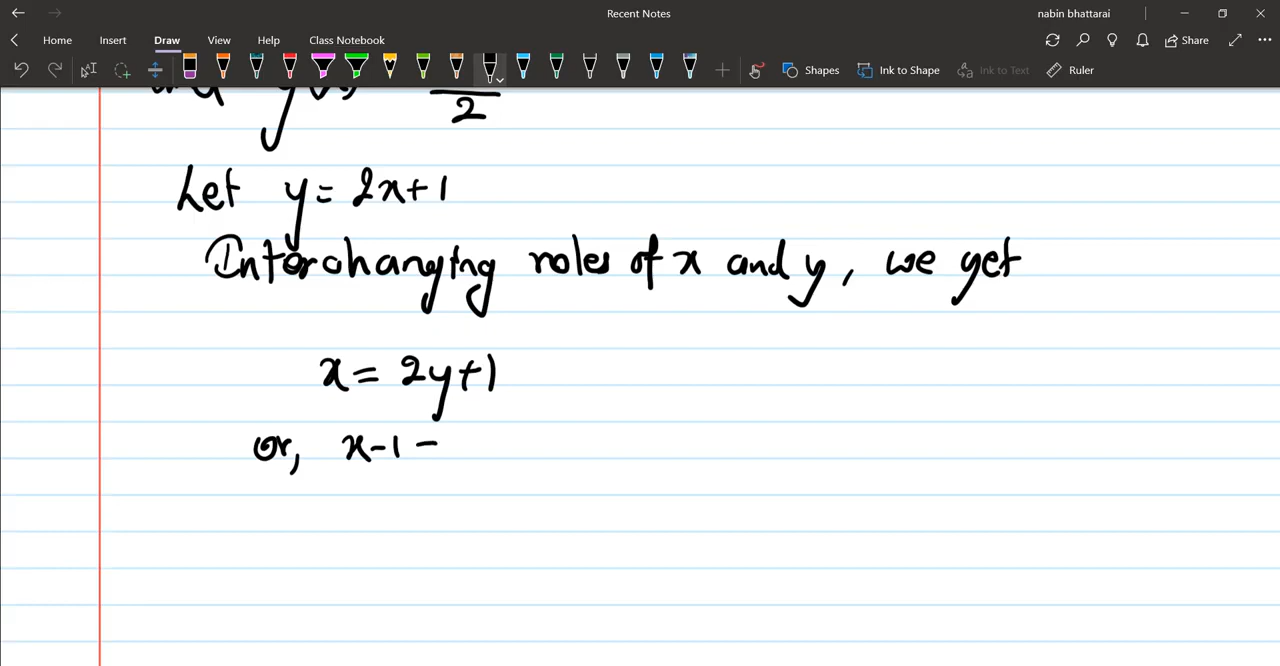 Recent Notes
nabin bhattarai
Home Insert Draw View Help Class Notebook
Share
Shapes Ink to Shape Ink to Text Ruler
2
Let y = 2x+1
Interchanging roles of x and y, we get
x = 2y+1
or, x-1 -